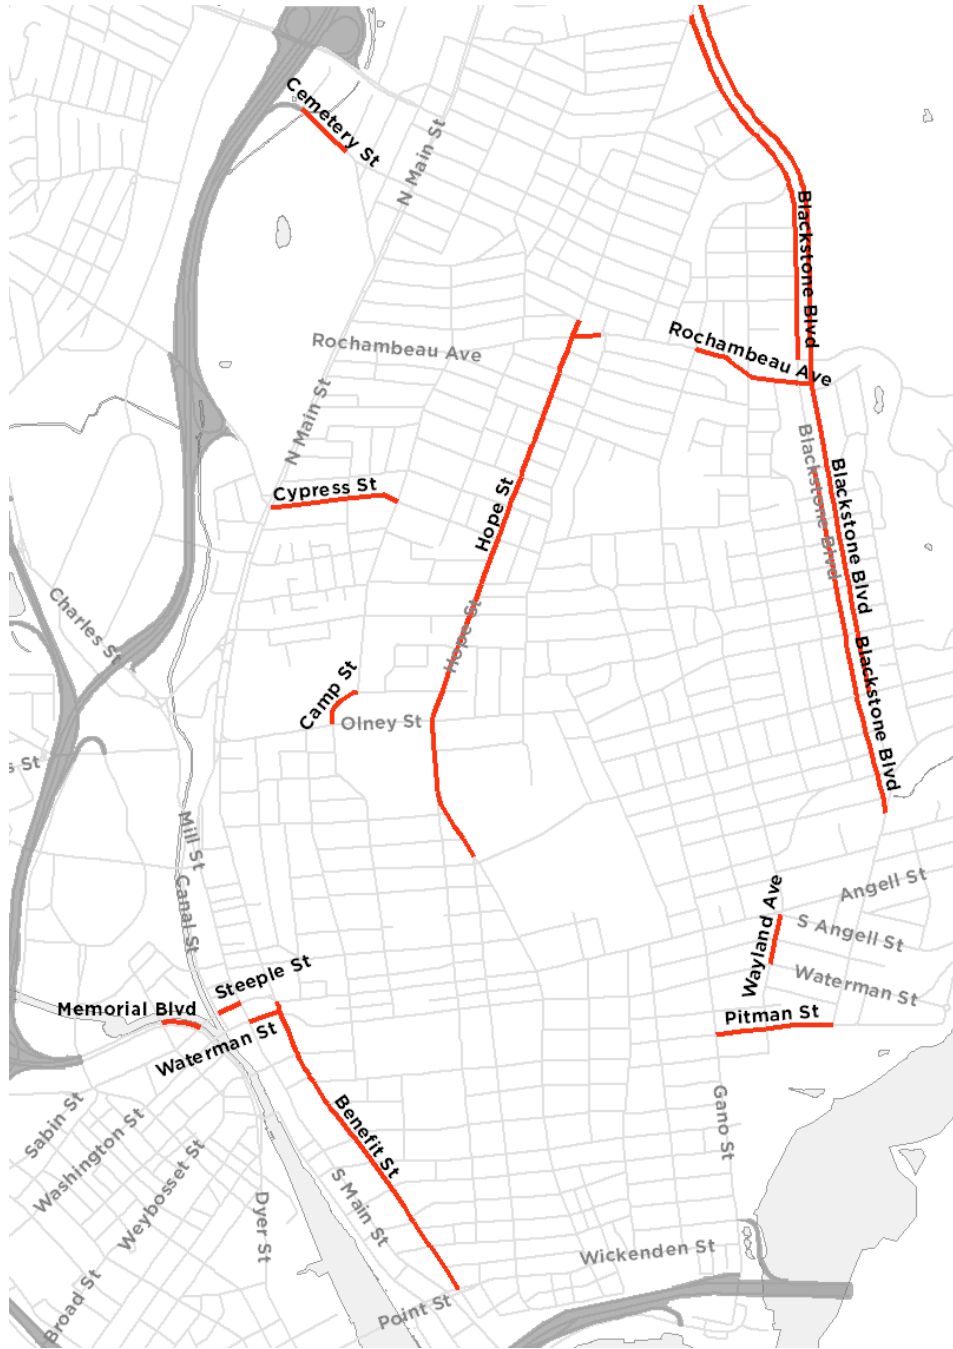 Cemetery St
N Main St
Blackstone Blvd
Rochambeau Ave
Rochambeau Ave
N Main St
Blackstone Blvd
Cypress St
Hope St
Blackstone Blvd
Charles St
Hope St
Blackstone Blvd
Camp St
Olney St
s St
Mill St
Canal St
Angell St
Wayland Ave
S Angell St
Steeple St
Waterman St
Memorial Blvd
Pitman St
Waterman St
Sabin St
Washington St
Weybosset St
Benefit St
Gano St
S Main St
Dyer St
Wickenden St
Broad St
Point St